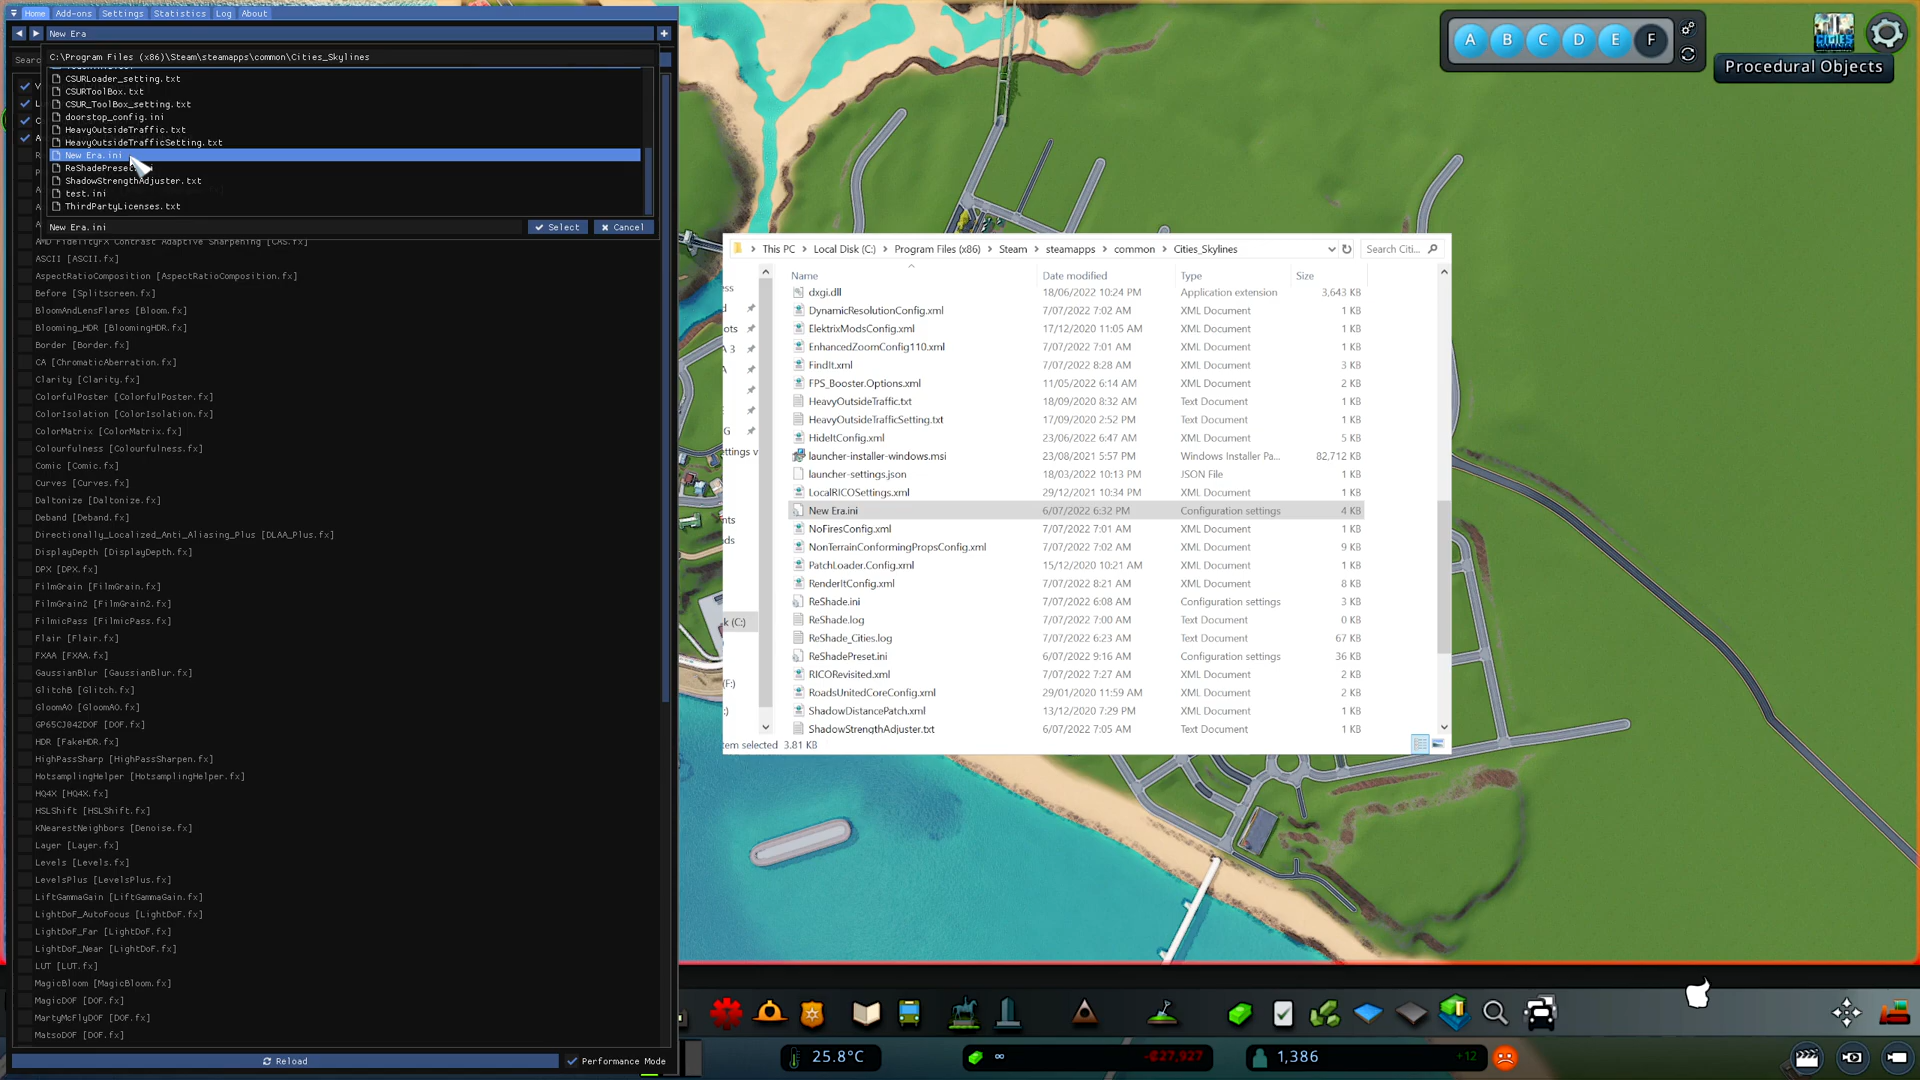 Home Add-ons Settings Statistics Log About
New Era +
C:\Program Files (x86)\Steam\steamapps\common\Cities_Skylines
CSURLoader_setting.txt
CSURToolBox.txt
CSUR_ToolBox_setting.txt
doorstop_config.ini
HeavyOutsideTraffic.txt
HeavyOutsideTrafficSetting.txt
New Era.ini
ShadowStrengthAdjuster.txt
test.ini
ThirdPartyLicenses.txt
New Era.ini Select Cancel
AMD FidelityFX Contrast Adaptive Sharpening [CAS.fx]
ASCII [ASCII.fx]
AspectRatioComposition [AspectRatioComposition.fx]
Before [Splitscreen.fx]
BloomAndLensFlares [Bloom.fx]
Blooming_HDR [BloomingHDR.fx]
Border [Border.fx]
CA [ChromaticAberration.fx]
Clarity [Clarity.fx]
ColorfulPoster [ColorfulPoster.fx]
ColorIsolation [ColorIsolation.fx]
ColorMatrix [ColorMatrix.fx]
Colourfulness [Colourfulness.fx]
Comic [Comic.fx]
Curves [Curves.fx]
Daltonize [Daltonize.fx]
Deband [Deband.fx]
Directionally_Localized_Anti_Aliasing_Plus [DLAA_Plus.fx]
DisplayDepth [DisplayDepth.fx]
DPX [DPX.fx]
FilmGrain [FilmGrain.fx]
FilmGrain2 [FilmGrain2.fx]
FilmicPass [FilmicPass.fx]
Flair [Flair.fx]
FXAA [FXAA.fx]
GaussianBlur [GaussianBlur.fx]
GlitchB [Glitch.fx]
GloomAO [GloomAO.fx]
GP65CJ042DOF [DOF.fx]
HDR [FakeHDR.fx]
HighPassSharp [HighPassSharpen.fx]
HotsamplingHelper [HotsamplingHelper.fx]
HQ4X [HQ4X.fx]
HSLShift [HSLShift.fx]
KNearestNeighbors [Denoise.fx]
Layer [Layer.fx]
Levels [Levels.fx]
LevelsPlus [LevelsPlus.fx]
LiftGammaGain [LiftGammaGain.fx]
LightDoF_AutoFocus [LightDoF.fx]
LightDoF_Far [LightDoF.fx]
LightDoF_Near [LightDoF.fx]
LUT [LUT.fx]
MagicBloom [MagicBloom.fx]
MagicDOF [DOF.fx]
MartyMcFlyDOF [DOF.fx]
MatsoDOF [DOF.fx]
Reload Performance Mode
This PC > Local Disk (C:) > Program Files (x86) > Steam > steamapps > common > Cities_Skylines Search Citi...
Name Date modified Type Size
dxgi.dll 18/06/2022 10:24 PM Application extension 3,643 KB
DynamicResolutionConfig.xml 7/07/2022 7:02 AM XML Document 1 KB
ElektrixModsConfig.xml 17/12/2020 11:05 AM XML Document 1 KB
EnhancedZoomConfig110.xml 7/07/2022 7:01 AM XML Document 1 KB
FindIt.xml 7/07/2022 8:28 AM XML Document 3 KB
FPS_Booster.Options.xml 11/05/2022 6:14 AM XML Document 2 KB
HeavyOutsideTraffic.txt 18/09/2020 8:32 AM Text Document 1 KB
HeavyOutsideTrafficSetting.txt 17/09/2020 2:52 PM Text Document 1 KB
HideItConfig.xml 23/06/2022 6:47 AM XML Document 5 KB
launcher-installer-windows.msi 23/08/2021 5:57 PM Windows Installer Pa... 82,712 KB
launcher-settings.json 18/03/2022 10:13 PM JSON File 1 KB
LocalRICOSettings.xml 29/12/2021 10:34 PM XML Document 1 KB
New Era.ini 6/07/2022 6:32 PM Configuration settings 4 KB
NoFiresConfig.xml 7/07/2022 7:01 AM XML Document 1 KB
NonTerrainConformingPropsConfig.xml 7/07/2022 7:02 AM XML Document 9 KB
PatchLoader.Config.xml 15/12/2020 10:21 AM XML Document 1 KB
RenderItConfig.xml 7/07/2022 8:21 AM XML Document 8 KB
ReShade.ini 7/07/2022 6:08 AM Configuration settings 3 KB
ReShade.log 7/07/2022 7:00 AM Text Document 0 KB
ReShade_Cities.log 7/07/2022 6:23 AM Text Document 67 KB
ReShadePreset.ini 6/07/2022 9:16 AM Configuration settings 36 KB
RICORevisited.xml 7/07/2022 7:27 AM XML Document 2 KB
RoadsUnitedCoreConfig.xml 29/01/2020 11:59 AM XML Document 2 KB
ShadowDistancePatch.xml 13/12/2020 7:29 PM XML Document 1 KB
ShadowStrengthAdjuster.txt 6/07/2022 7:05 AM Text Document 1 KB
3.81 KB
A B C D E F
Procedural Objects
25.8°C ∞ -₡27,927 1,386 +12